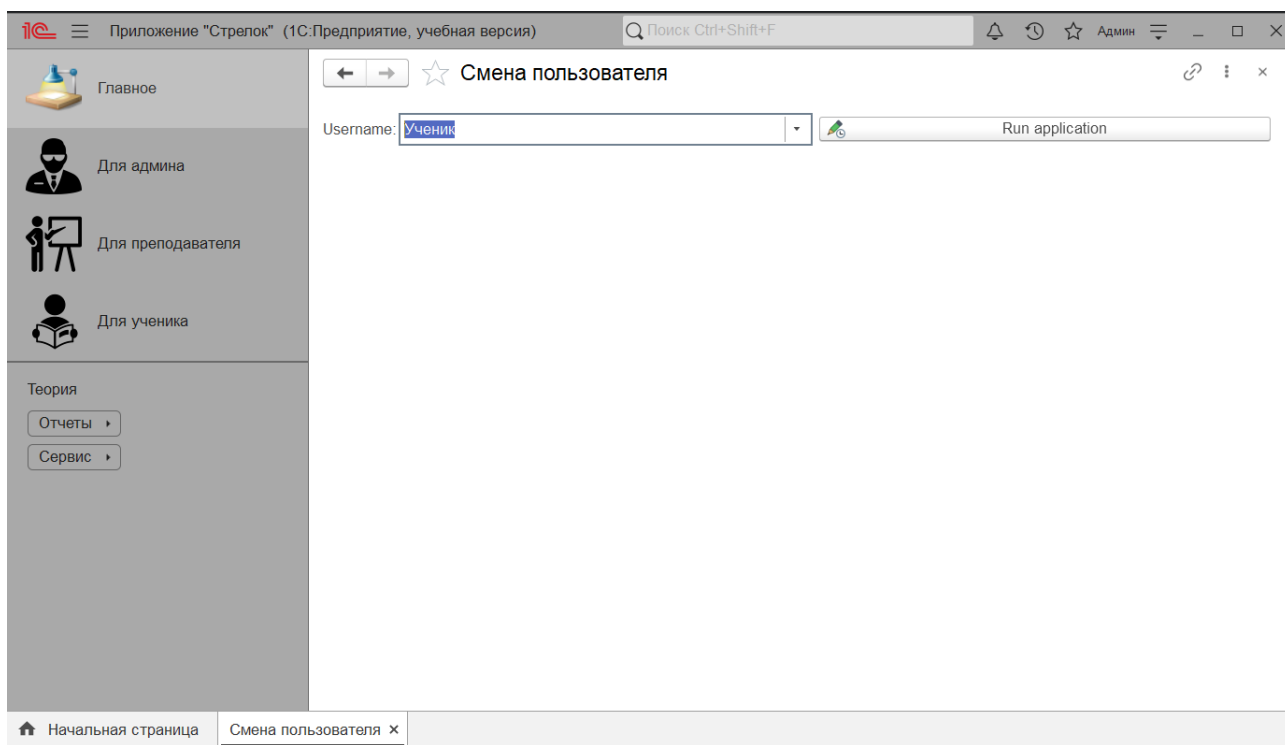 1С Приложение "Стрелок" (1С:Предприятие, учебная версия) Поиск Ctrl+Shift+F Админ
Главное
Для админа
Для преподавателя
Для ученика
Теория
Отчеты
Сервис
Смена пользователя
Username: Ученик Run application
Начальная страница Смена пользователя